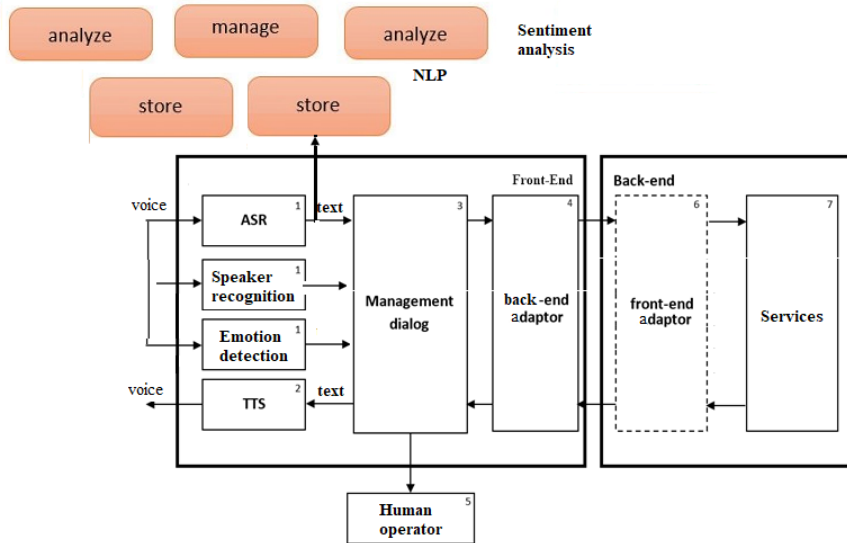 analyze
manage
analyze
Sentiment
analysis
NLP
store
store
Front-End
Back-end
voice
ASR
1
text
3
4
6
7
Speaker
recognition
1
Management
dialog
back-end
adaptor
front-end
adaptor
Services
Emotion
detection
1
voice
TTS
2
text
Human
operator
5